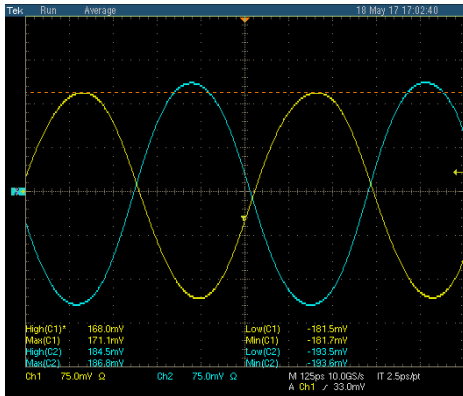 Tek Run Average 18 May 17 17:02:40
2
T
High(C1)* 168.0mV Low(C1) -181.5mV
Max(C1) 171.1mV Min(C1) -181.7mV
High(C2) 184.5mV Low(C2) -193.5mV
Max(C2) 186.8mV Min(C2) -193.6mV
Ch1 75.0mV Ω Ch2 75.0mV Ω M 125ps 10.0GS/s IT 2.5ps/pt
A Ch1 ∕ 33.0mV